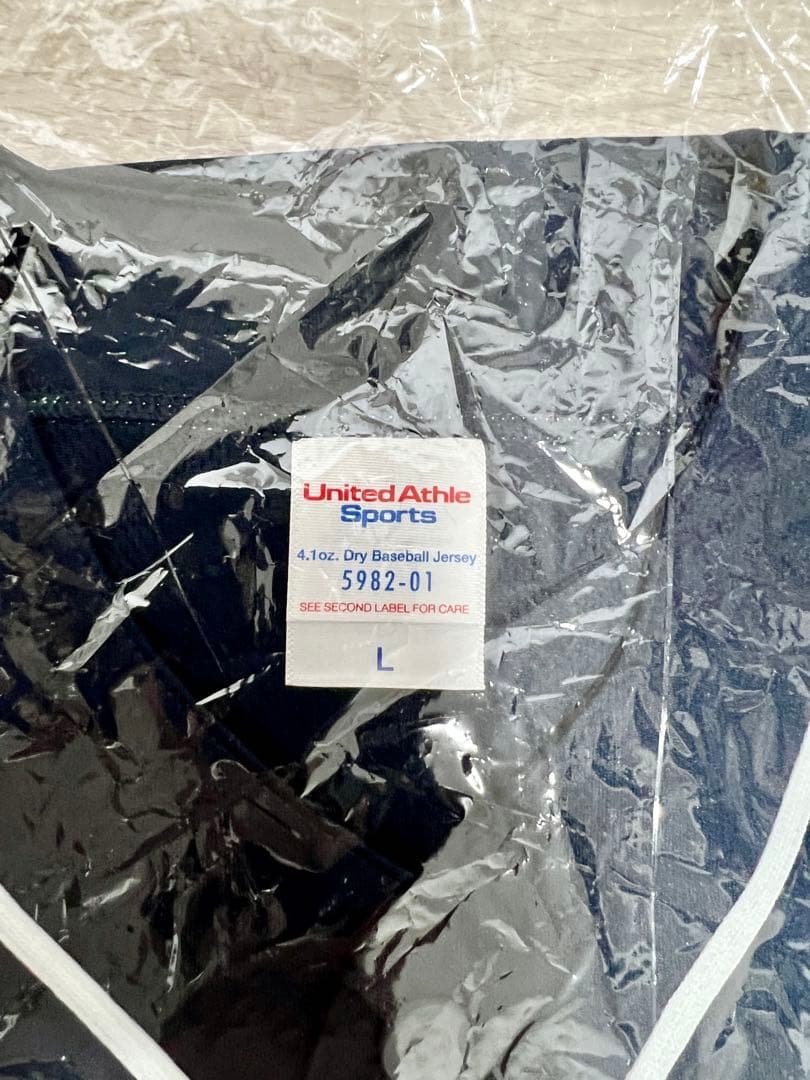 United Athle
Sports
4.1oz. Dry Baseball Jersey
5982-01
SEE SECOND LABEL FOR CARE
L